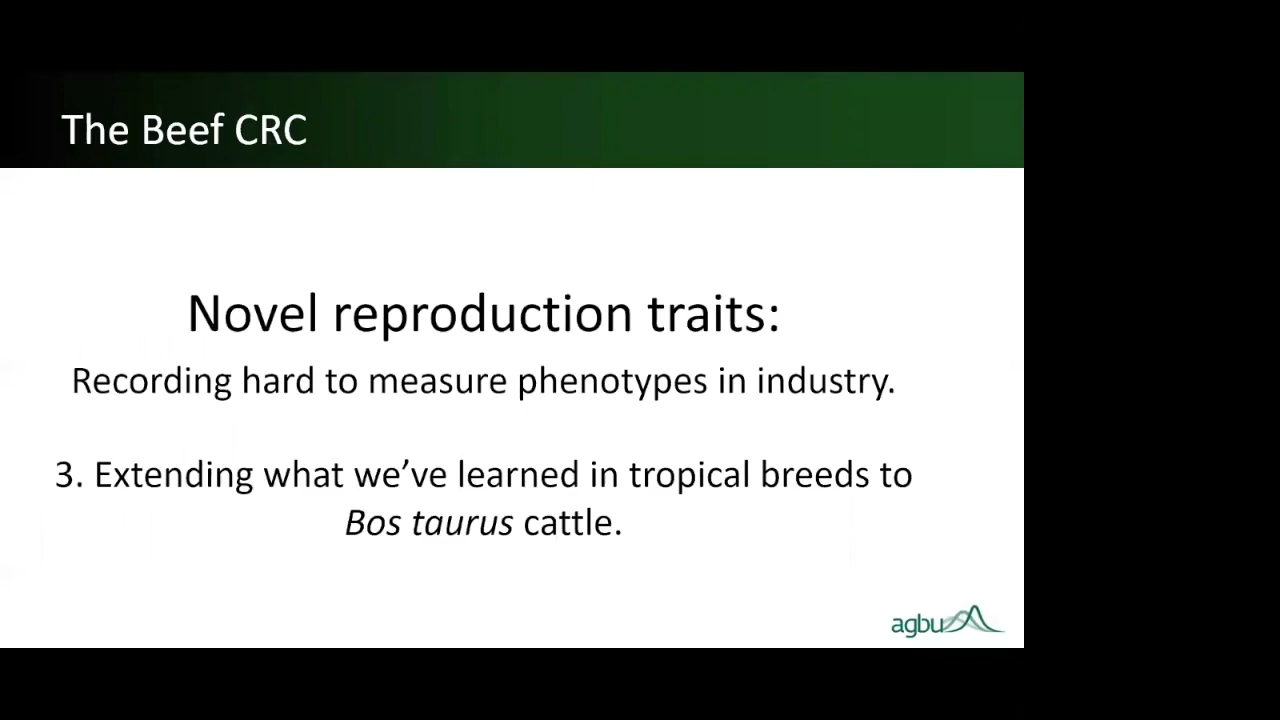 The Beef CRC
Novel reproduction traits:
Recording hard to measure phenotypes in industry.
3. Extending what we’ve learned in tropical breeds to
Bos taurus cattle.
agbu